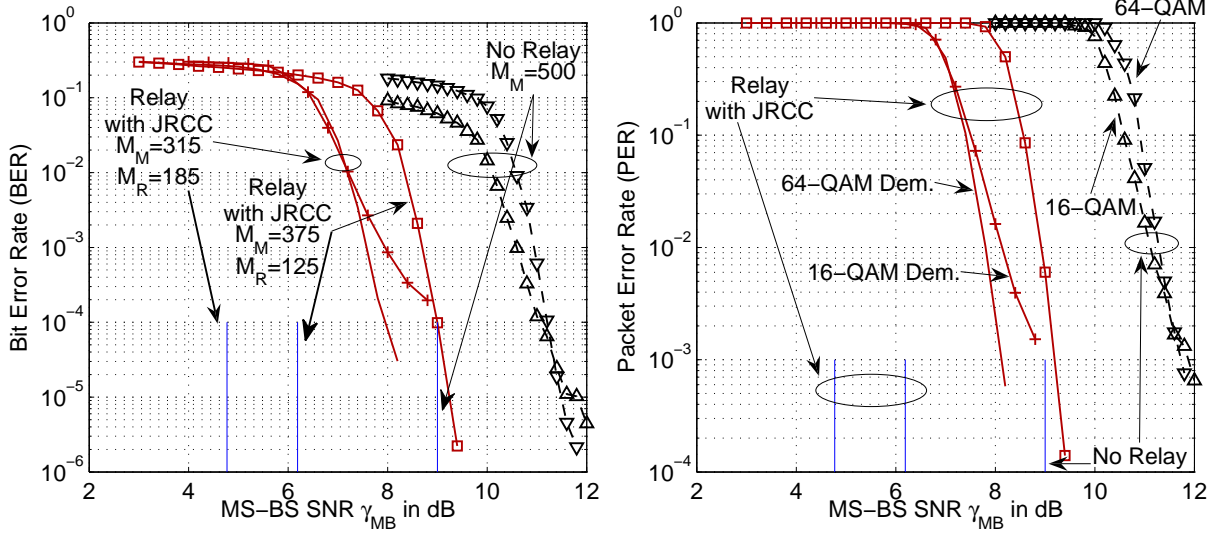 10^0
10^−1
10^−2
10^−3
10^−4
10^−5
10^−6
Bit Error Rate (BER)
2
4
6
8
10
12
MS−BS SNR γ_MB in dB
Relay
with JRCC
M_M=315
M_R=185
Relay
with JRCC
M_M=375
M_R=125
No Relay
M_M=500
10^0
10^−1
10^−2
10^−3
10^−4
Packet Error Rate (PER)
2
4
6
8
10
12
MS−BS SNR γ_MB in dB
64−QAM
Relay
with JRCC
64−QAM Dem.
16−QAM
16−QAM Dem.
No Relay